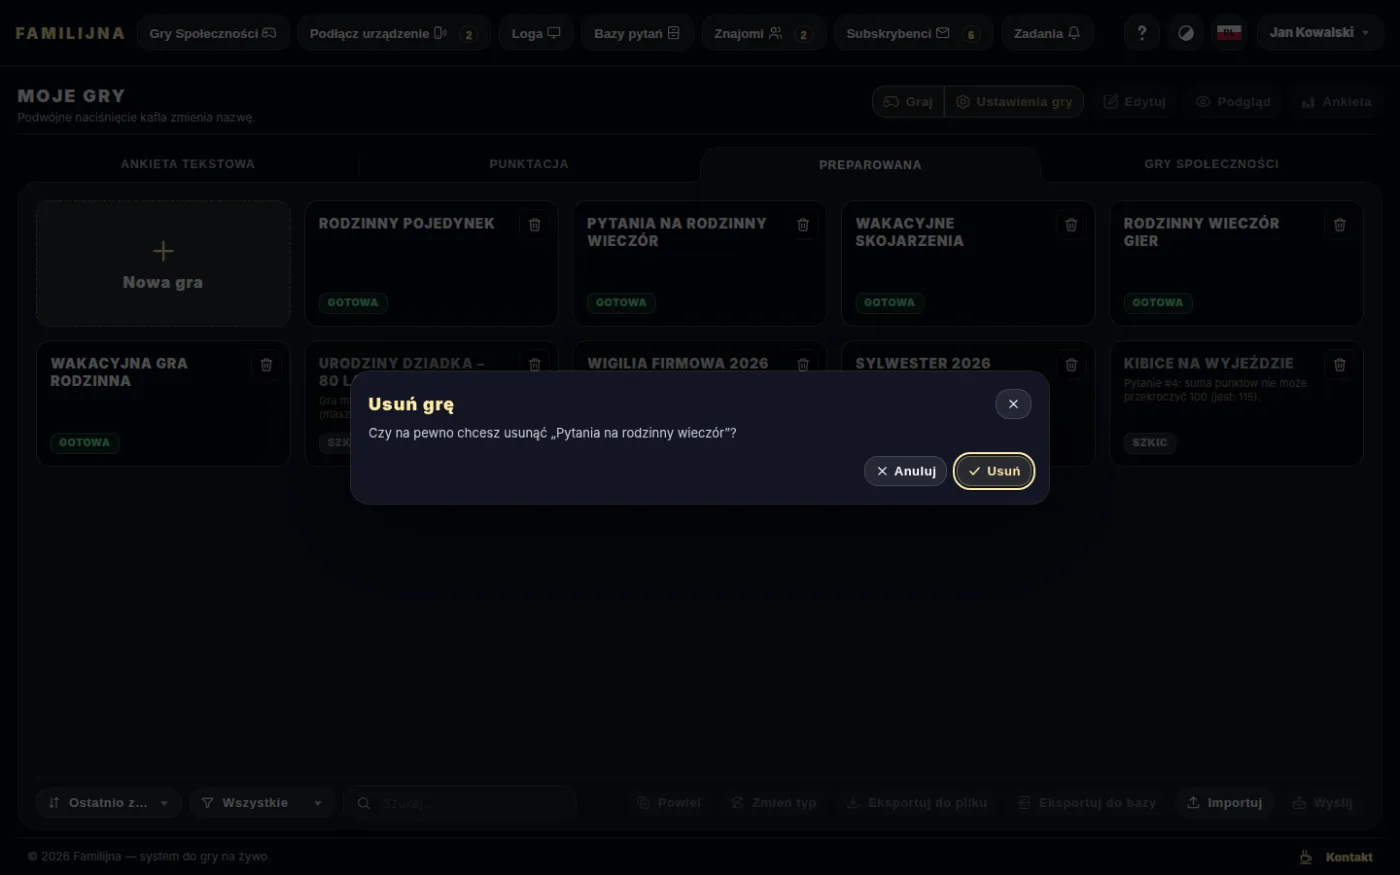 FAMILIJNA
Gry Społeczności
Podłącz urządzenie 2
Loga
Bazy pytań
Znajomi 2
Subskrybenci 6
Zadania
?
PL
Jan Kowalski
MOJE GRY
Podwójne naciśnięcie kafla zmienia nazwę.
Graj
Ustawienia gry
Edytuj
Podgląd
Ankieta
ANKIETA TEKSTOWA
PUNKTACJA
PREPAROWANA
GRY SPOŁECZNOŚCI
Nowa gra
RODZINNY POJEDYNEK
GOTOWA
PYTANIA NA RODZINNY
WIECZÓR
GOTOWA
WAKACYJNE
SKOJARZENIA
GOTOWA
RODZINNY WIECZÓR
GIER
GOTOWA
WAKACYJNA GRA
RODZINNA
GOTOWA
URODZINY DZIADKA –
80
Gra
WIGILIA FIRMOWA 2026
SYLWESTER 2026
KIBICE NA WYJEŹDZIE
Pytanie #4: suma punktów nie może
przekroczyć 100 (jest: 115).
SZKIC
Usuń grę
Czy na pewno chcesz usunąć „Pytania na rodzinny wieczór”?
Anuluj
Usuń
Ostatnio z...
Wszystkie
Szukaj...
Powiel
Zmień typ
Eksportuj do pliku
Eksportuj do bazy
Importuj
Wyślij
© 2026 Familijna — system do gry na żywo
Kontakt